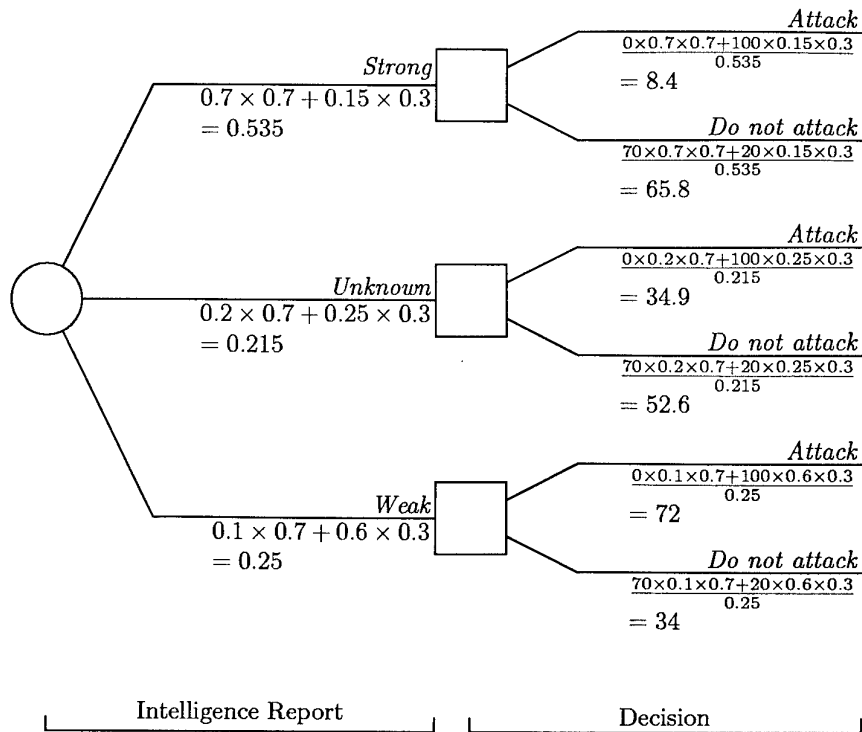 Attack
0×0.7×0.7+100×0.15×0.3
0.535
= 8.4
Strong
0.7 × 0.7 + 0.15 × 0.3
= 0.535
Do not attack
70×0.7×0.7+20×0.15×0.3
0.535
= 65.8
Attack
0×0.2×0.7+100×0.25×0.3
0.215
= 34.9
Unknown
0.2 × 0.7 + 0.25 × 0.3
= 0.215
Do not attack
70×0.2×0.7+20×0.25×0.3
0.215
= 52.6
Attack
0×0.1×0.7+100×0.6×0.3
0.25
= 72
Weak
0.1 × 0.7 + 0.6 × 0.3
= 0.25
Do not attack
70×0.1×0.7+20×0.6×0.3
0.25
= 34
Intelligence Report
Decision